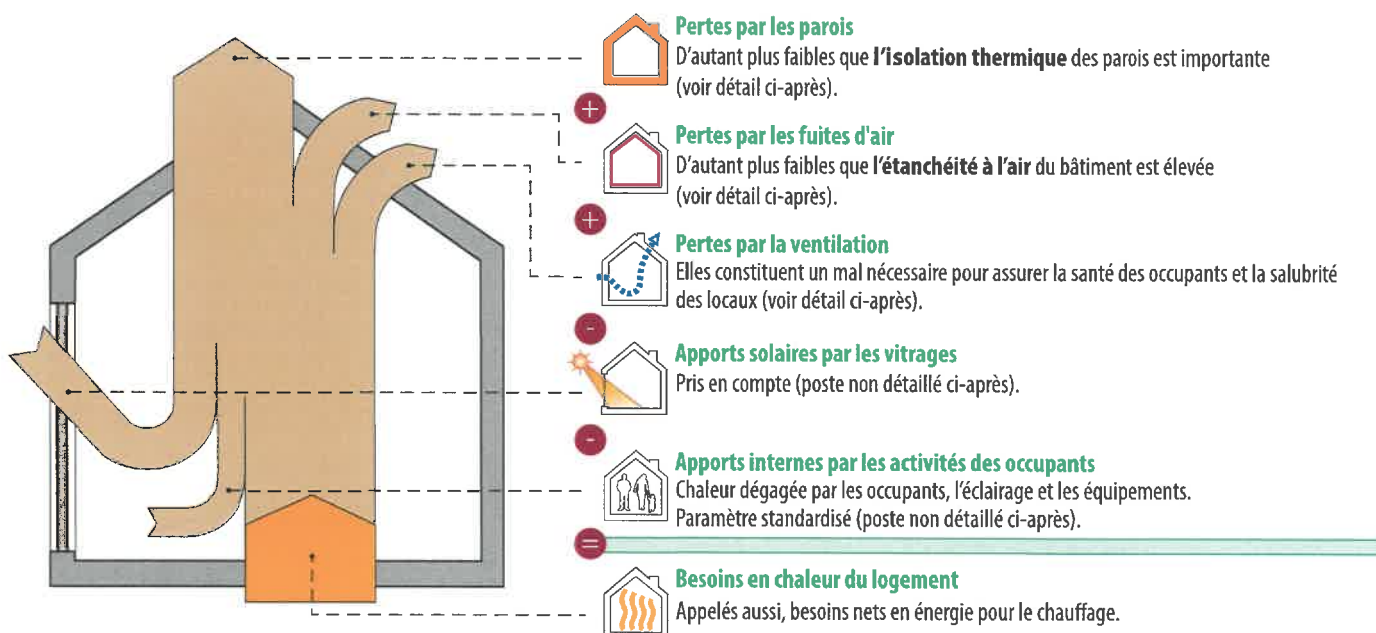 Pertes par les parois
D'autant plus faibles que l'isolation thermique des parois est importante
(voir détail ci-après).
+
Pertes par les fuites d'air
D'autant plus faibles que l'étanchéité à l'air du bâtiment est élevée
(voir détail ci-après).
+
Pertes par la ventilation
Elles constituent un mal nécessaire pour assurer la santé des occupants et la salubrité
des locaux (voir détail ci-après).
-
Apports solaires par les vitrages
Pris en compte (poste non détaillé ci-après).
-
Apports internes par les activités des occupants
Chaleur dégagée par les occupants, l'éclairage et les équipements.
Paramètre standardisé (poste non détaillé ci-après).
=
Besoins en chaleur du logement
Appelés aussi, besoins nets en énergie pour le chauffage.